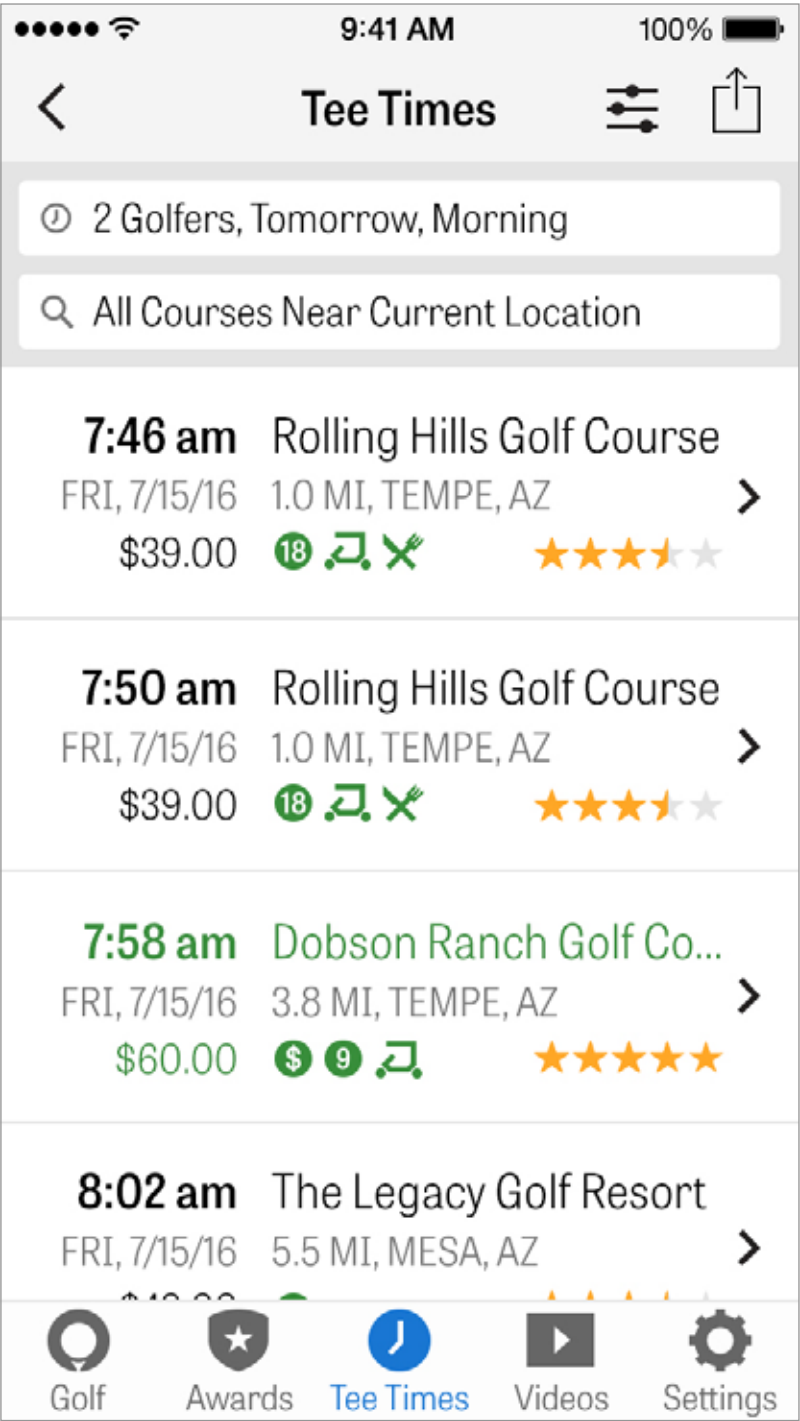 9:41 AM 100%
Tee Times
2 Golfers, Tomorrow, Morning
All Courses Near Current Location
7:46 am Rolling Hills Golf Course
FRI, 7/15/16 1.0 MI, TEMPE, AZ
$39.00 18
7:50 am Rolling Hills Golf Course
FRI, 7/15/16 1.0 MI, TEMPE, AZ
$39.00 18
7:58 am Dobson Ranch Golf Co...
FRI, 7/15/16 3.8 MI, TEMPE, AZ
$60.00 $ 9
8:02 am The Legacy Golf Resort
FRI, 7/15/16 5.5 MI, MESA, AZ
Golf Awards Tee Times Videos Settings